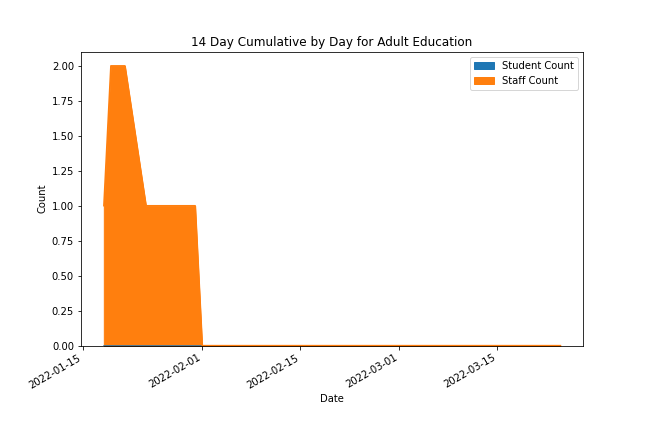 14 Day Cumulative by Day for Adult Education
Student Count
Staff Count
2.00
1.75
1.50
1.25
1.00
0.75
0.50
0.25
0.00
Count
2022-01-15
2022-02-01
2022-02-15
2022-03-01
2022-03-15
Date